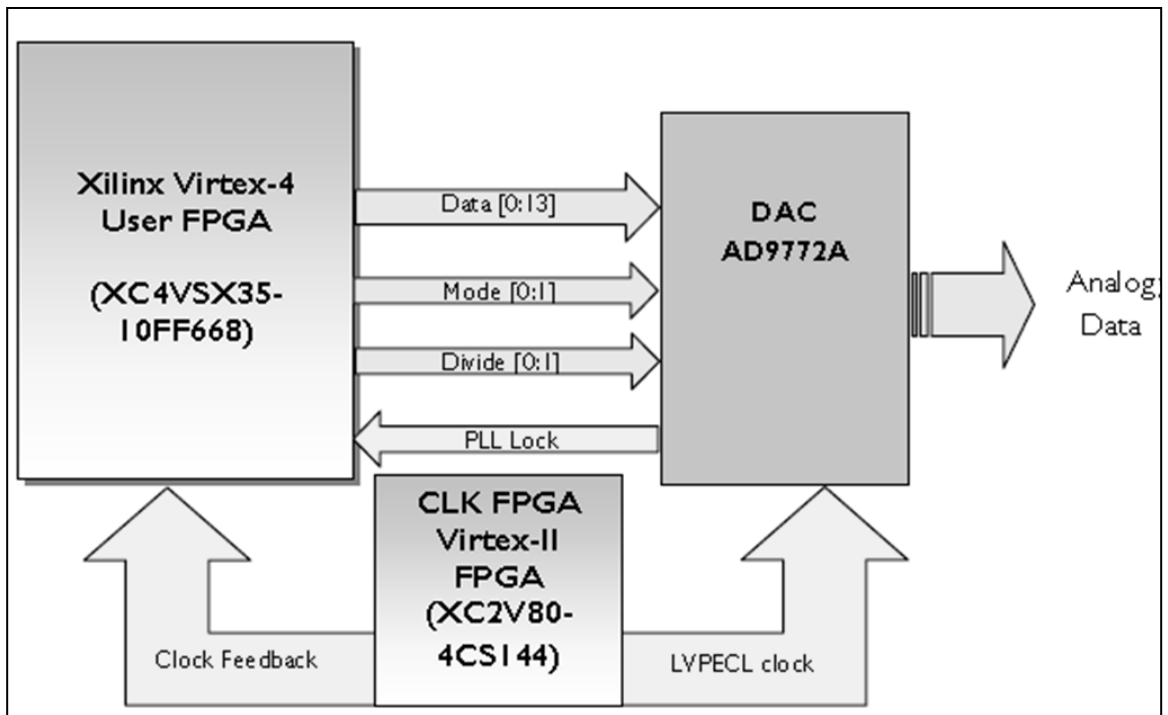 Xilinx Virtex-4
User FPGA
(XC4VSX35-
10FF668)
Data [0:13]
Mode [0:1]
Divide [0:1]
PLL Lock
DAC
AD9772A
Analog
Data
CLK FPGA
Virtex-II
FPGA
(XC2V80-
4CS144)
Clock Feedback
LVPECL clock